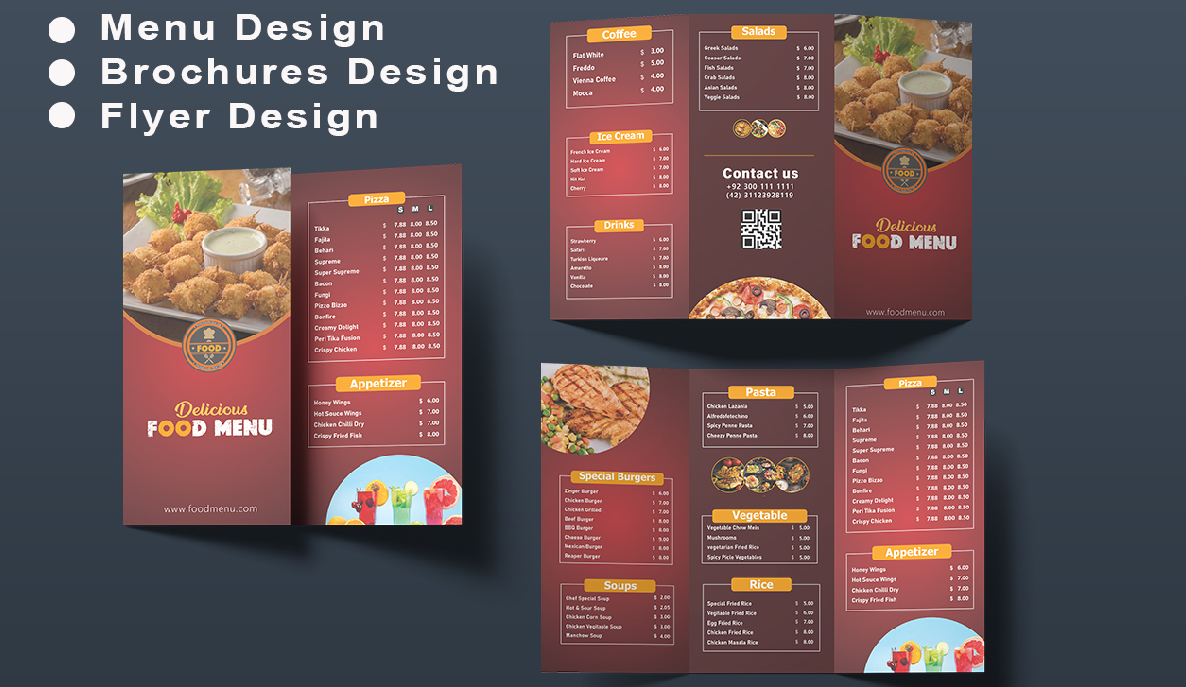 Menu Design
Brochures Design
Flyer Design
FOOD
Delicious
FOOD MENU
www.foodmenu.com
Pizza
S M L
Tikka $ 7.88 8.00 8.50
Fajita $ 7.88 8.00 8.50
Behari $ 7.88 8.00 8.50
Supreme $ 7.88 8.00 8.50
Super Supreme $ 7.88 8.00 8.50
Bacon $ 7.88 8.00 8.50
Fungi $ 7.88 8.00 8.50
Pizzo Bizzo $ 7.88 8.00 8.50
Bonfire $ 7.88 8.00 8.50
Creamy Delight $ 7.88 8.00 8.50
Peri Tika Fusion $ 7.88 8.00 8.50
Crispy Chicken $ 7.88 8.00 8.50
Appetizer
Honey Wings $ 6.00
Hot Souce Wings $ 7.00
Chicken Chilli Dry $ 7.00
Crispy Fried Fish $ 8.00
Coffee
Flat White $ 3.00
Freddo $ 5.00
Vienna Coffee $ 4.00
Mocca $ 4.00
Ice Cream
French Ice Cream $ 6.00
Hard Ice Cream $ 7.00
Soft Ice Cream $ 7.00
$ 8.00
Cherry $ 8.00
Drinks
Strawberry $ 6.00
Safari $ 7.00
Turkish Liqueure $ 7.00
Amaretto $ 8.00
Vanilla $ 8.00
Chocoate $ 8.00
Salads
Greek Salads $ 6.00
Ceaser Salads $ 7.00
Fish Salads $ 7.00
Crab Salads $ 8.00
Asian Salads $ 8.00
Veggie Salads $ 8.00
Contact us
+92 300 111 1111
(42) 31123928119
FOOD
Delicious
FOOD MENU
www.foodmenu.com
Special Burgers
Zinger Burger $ 6.00
Chicken Burger $ 7.00
Chicken Grilled $ 7.00
Beef Burger $ 8.00
BBQ Burger $ 8.00
Cheese Burger $ 9.00
Mexican Burger $ 8.00
Reaper Burger $ 8.00
Soups
Chef Special Soup $ 2.00
Hot & Sour Soup $ 2.05
Chicken Corn Soup $ 3.00
Chicken Vegitable Soup $ 3.00
Manchow Soup $ 4.00
Pasta
Chicken Lazania $ 5.00
Alfredofetechino $ 6.00
Spicy Penne Pasta $ 7.00
Cheezy Penne Pasta $ 8.00
Vegetable
Vegetable Chow Mein $ 5.00
Mushrooms $ 5.00
vegetarian Fried Rice $ 5.00
Spicy Picle Vegetables $ 5.00
Rice
Special Fried Rice $ 5.00
Vegitable Fried Rice $ 6.00
Egg Fried Rice $ 7.00
Chicken Fried Rice $ 8.00
Chicken Masala Rice $ 8.00
Pizza
S M L
Tikka $ 7.88 8.00 8.50
Fajita $ 7.88 8.00 8.50
Behari $ 7.88 8.00 8.50
Supreme $ 7.88 8.00 8.50
Super Supreme $ 7.88 8.00 8.50
Bacon $ 7.88 8.00 8.50
Fungi $ 7.88 8.00 8.50
Pizzo Bizzo $ 7.88 8.00 8.50
Bonfire $ 7.88 8.00 8.50
Creamy Delight $ 7.88 8.00 8.50
Peri Tika Fusion $ 7.88 8.00 8.50
Crispy Chicken $ 7.88 8.00 8.50
Appetizer
Honey Wings $ 6.00
Hot Souce Wings $ 7.00
Chicken Chilli Dry $ 7.00
Crispy Fried Fish $ 8.00